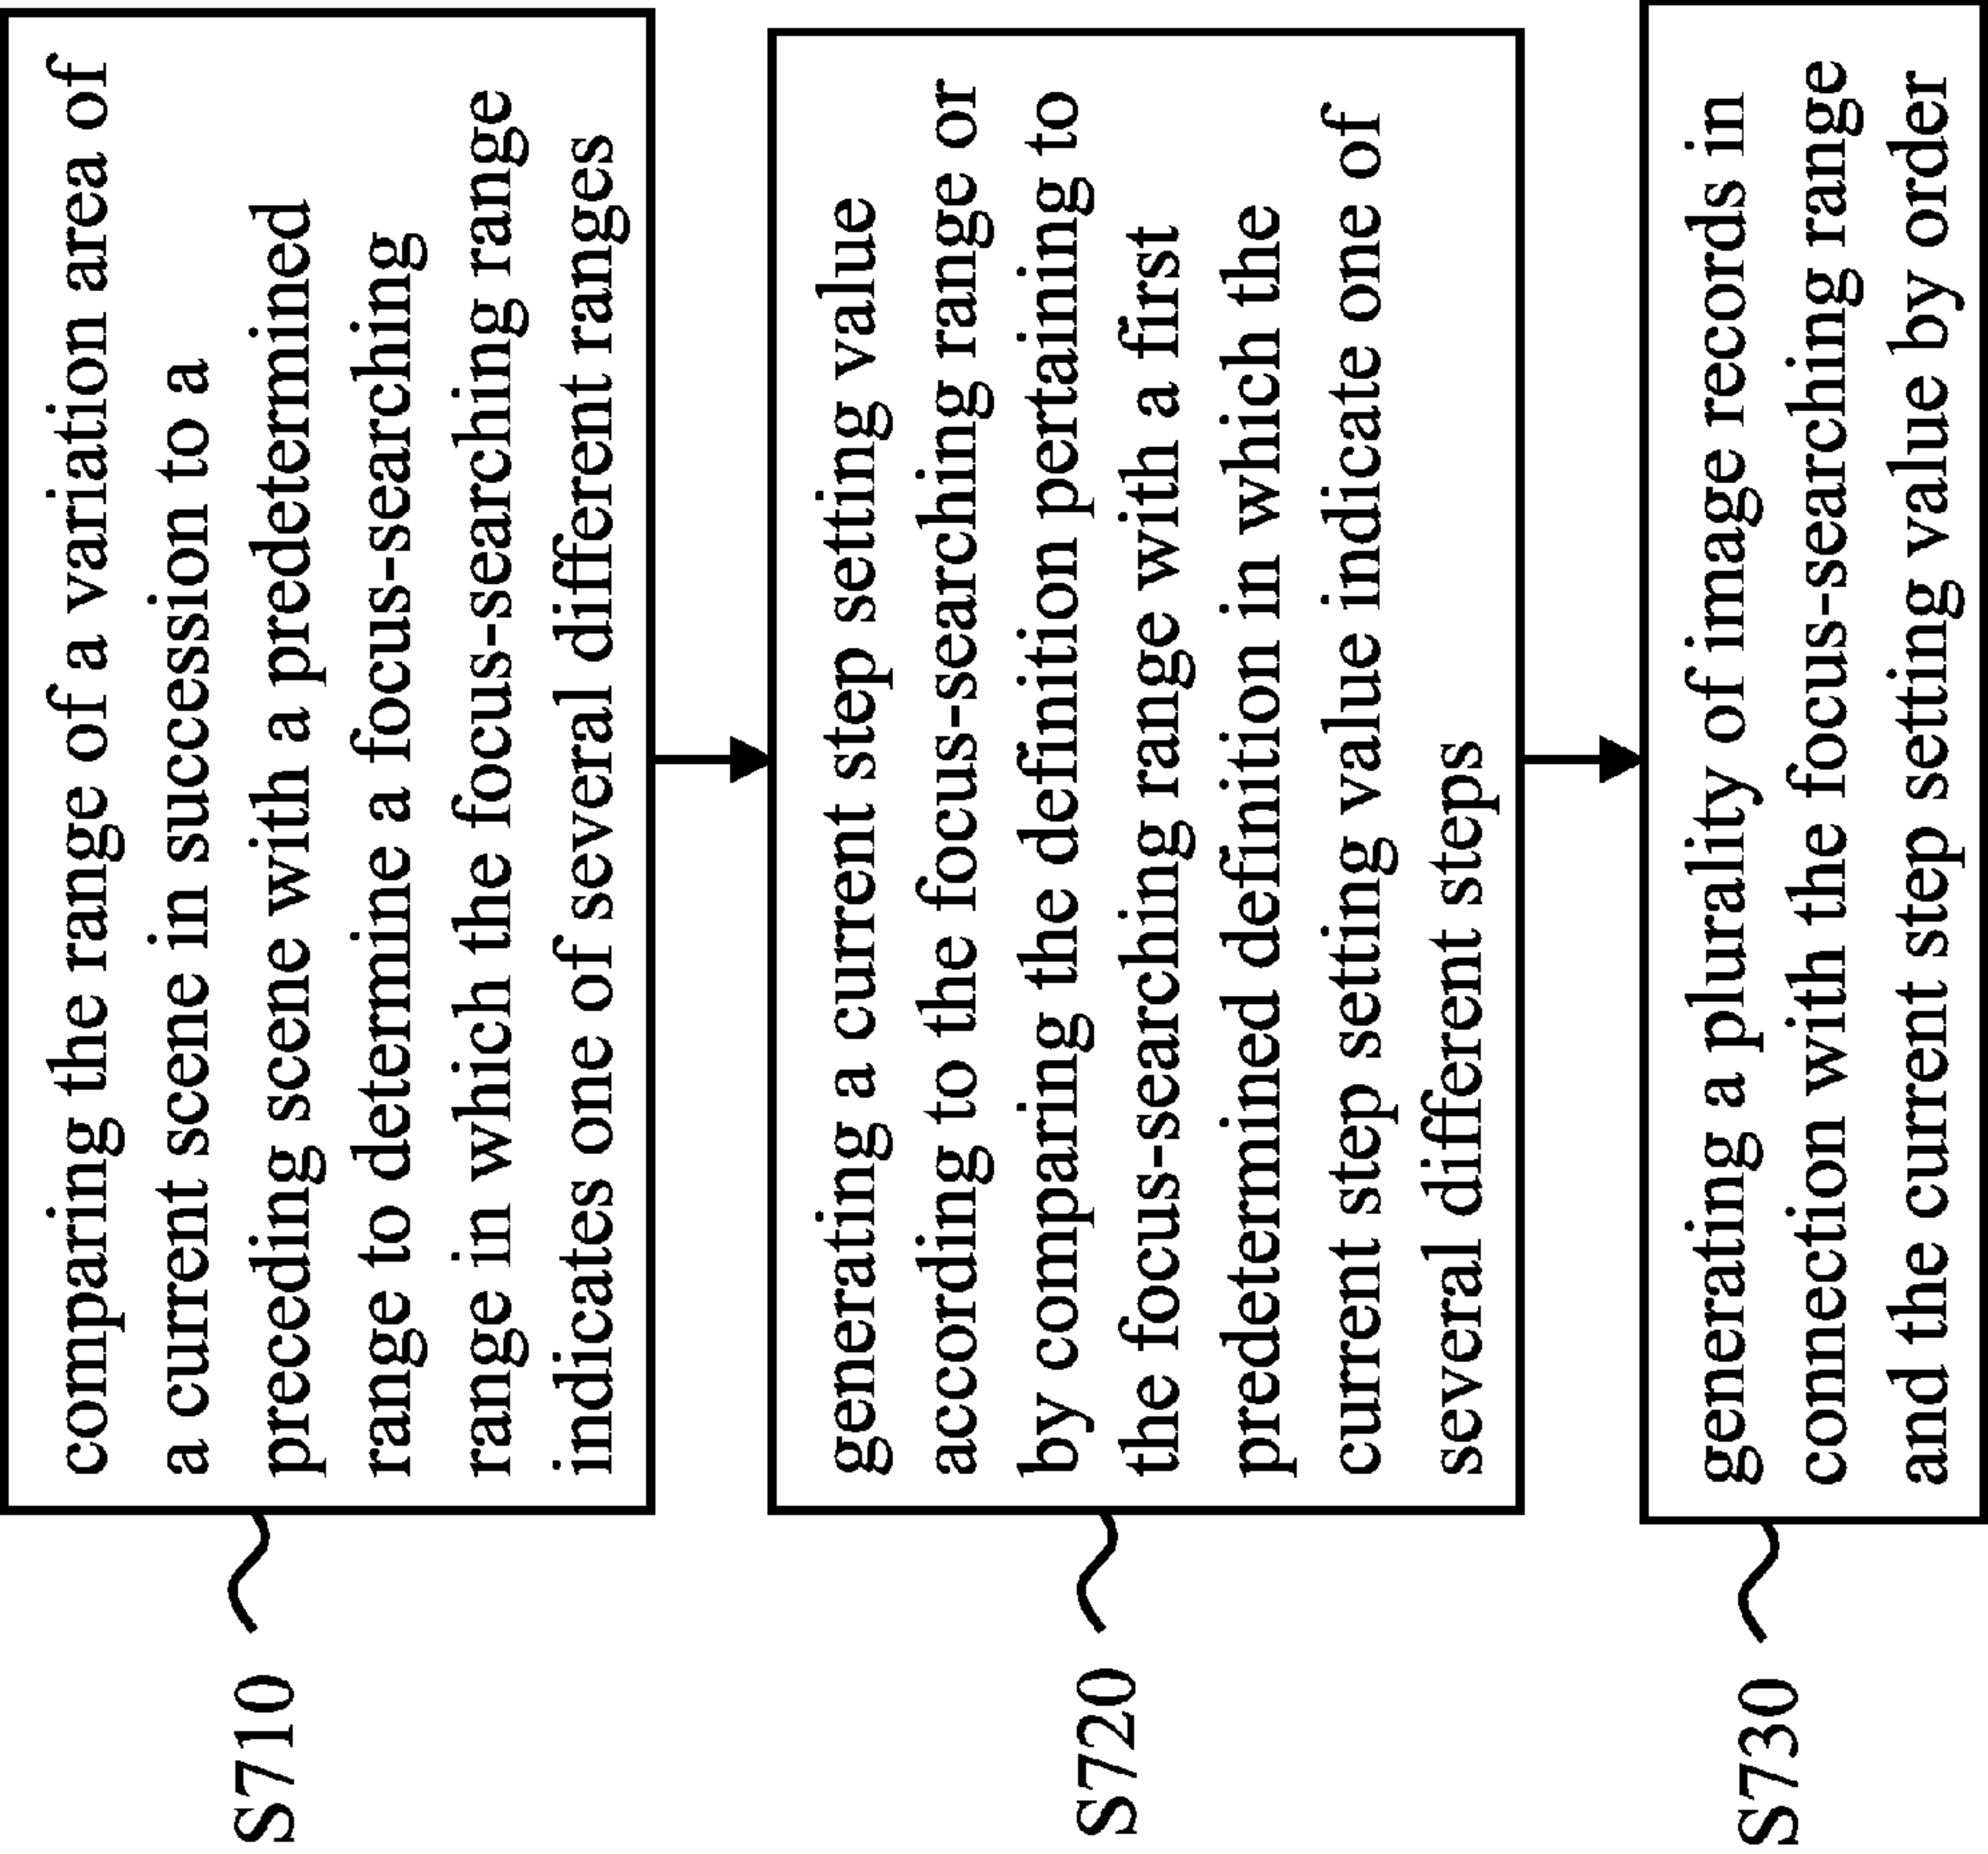 comparing the range of a variation area of
a current scene in succession to a
preceding scene with a predetermined
range to determine a focus-searching
range in which the focus-searching range
indicates one of several different ranges
S710
generating a current step setting value
according to the focus-searching range or
by comparing the definition pertaining to
the focus-searching range with a first
predetermined definition in which the
current step setting value indicate one of
several different steps
S720
generating a plurality of image records in
connection with the focus-searching range
and the current step setting value by order
S730